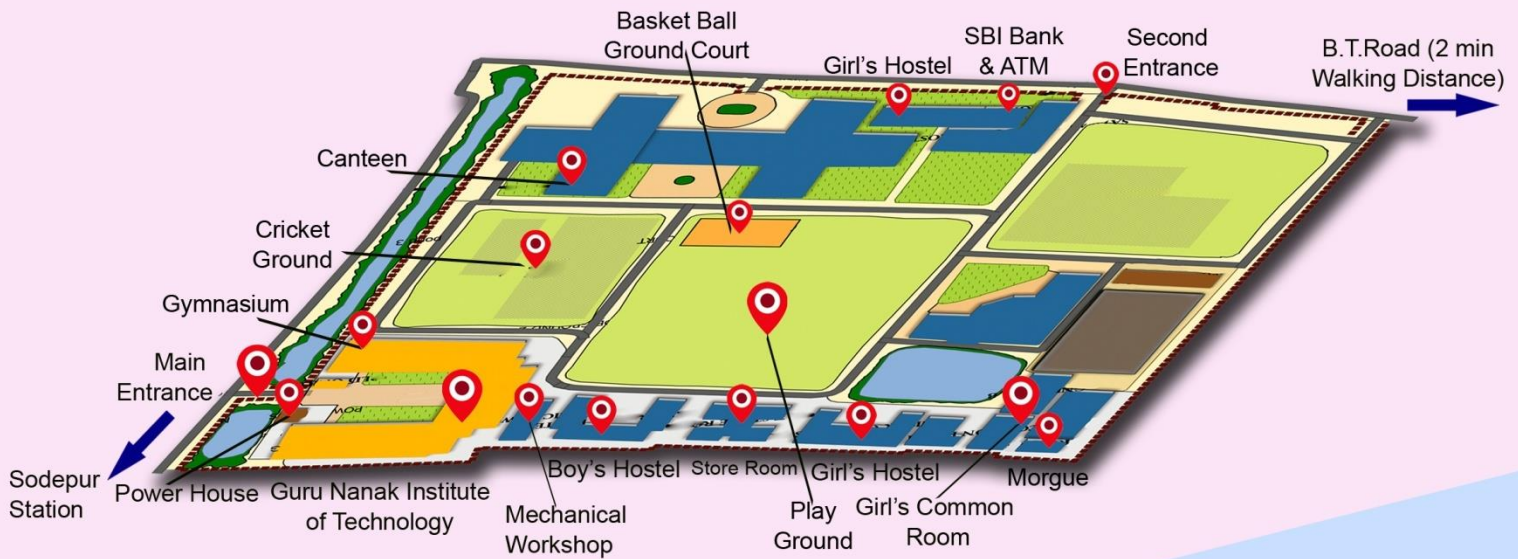 Basket Ball
Ground Court
Girl's Hostel
SBI Bank
& ATM
Second
Entrance
B.T.Road (2 min
Walking Distance)
Canteen
Cricket
Ground
Gymnasium
Main
Entrance
Sodepur
Station
Power House
Guru Nanak Institute
of Technology
Mechanical
Workshop
Boy's Hostel
Store Room
Girl's Hostel
Play
Ground
Girl's Common
Room
Morgue